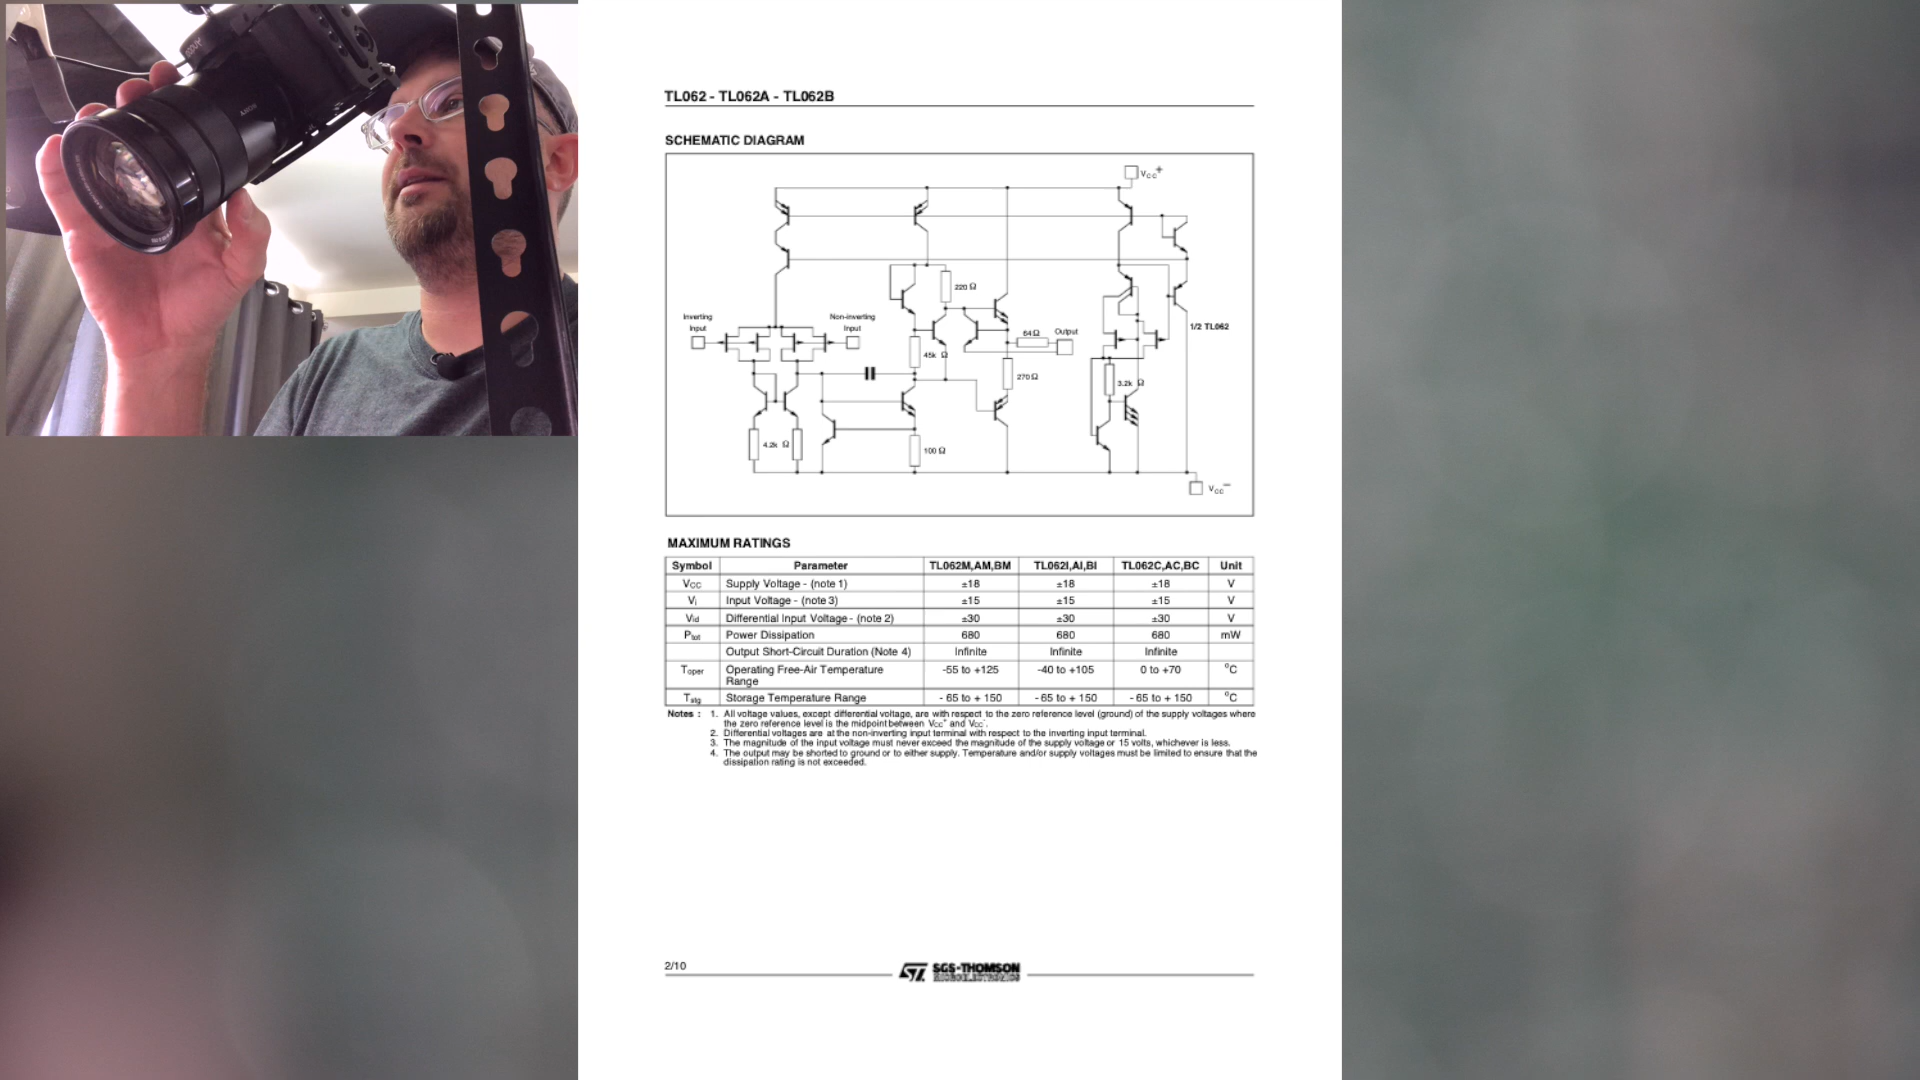 TL062 - TL062A - TL062B
SCHEMATIC DIAGRAM
VCC+
220 Ω
Inverting
Input
Non-inverting
Input
64Ω
Output
1/2 TL062
45k Ω
270Ω
3.2k Ω
4.2k Ω
100 Ω
VCC−
MAXIMUM RATINGS
Symbol Parameter TL062M,AM,BM TL062I,AI,BI TL062C,AC,BC Unit
VCC Supply Voltage - (note 1) ±18 ±18 ±18 V
Vi Input Voltage - (note 3) ±15 ±15 ±15 V
Vid Differential Input Voltage - (note 2) ±30 ±30 ±30 V
Ptot Power Dissipation 680 680 680 mW
Output Short-Circuit Duration (Note 4) Infinite Infinite Infinite
Toper Operating Free-Air Temperature -55 to +125 -40 to +105 0 to +70 °C
Range
Tstg Storage Temperature Range - 65 to + 150 - 65 to + 150 - 65 to + 150 °C
Notes : 1. All voltage values, except differential voltage, are with respect to the zero reference level (ground) of the supply voltages where
the zero reference level is the midpoint between VCC+ and VCC-.
2. Differential voltages are at the non-inverting input terminal with respect to the inverting input terminal.
3. The magnitude of the input voltage must never exceed the magnitude of the supply voltage or 15 volts, whichever is less.
4. The output may be shorted to ground or to either supply. Temperature and/or supply voltages must be limited to ensure that the
dissipation rating is not exceeded.
2/10
SGS-THOMSON
MICROELECTRONICS